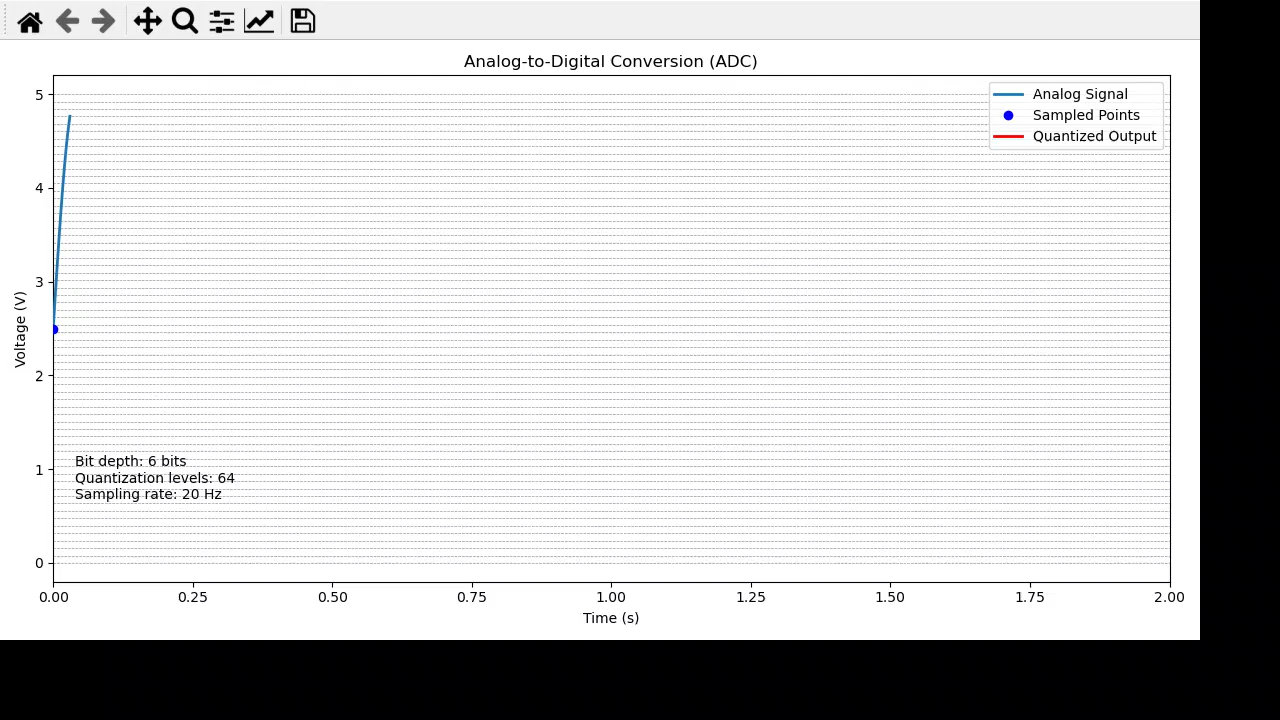 Analog-to-Digital Conversion (ADC)
Analog Signal
Sampled Points
Quantized Output
5
4
3
2
1
0
Voltage (V)
Bit depth: 6 bits
Quantization levels: 64
Sampling rate: 20 Hz
0.00 0.25 0.50 0.75 1.00 1.25 1.50 1.75 2.00
Time (s)